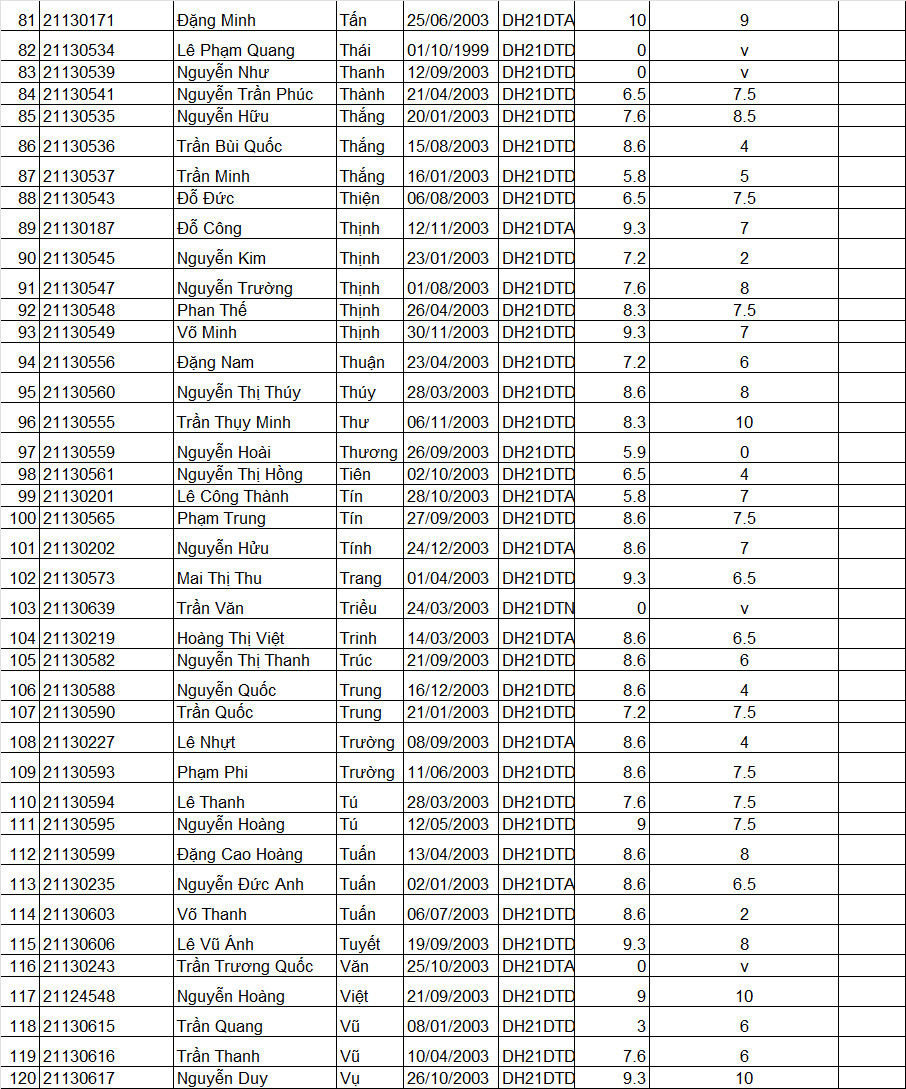 81 21130171 Đặng Minh Tấn 25/06/2003 DH21DTA 10 9
82 21130534 Lê Phạm Quang Thái 01/10/1999 DH21DTD 0 v
83 21130539 Nguyễn Như Thanh 12/09/2003 DH21DTD 0 v
84 21130541 Nguyễn Trần Phúc Thành 21/04/2003 DH21DTD 6.5 7.5
85 21130535 Nguyễn Hữu Thắng 20/01/2003 DH21DTD 7.6 8.5
86 21130536 Trần Bùi Quốc Thắng 15/08/2003 DH21DTD 8.6 4
87 21130537 Trần Minh Thắng 16/01/2003 DH21DTD 5.8 5
88 21130543 Đỗ Đức Thiện 06/08/2003 DH21DTD 6.5 7.5
89 21130187 Đỗ Công Thịnh 12/11/2003 DH21DTA 9.3 7
90 21130545 Nguyễn Kim Thịnh 23/01/2003 DH21DTD 7.2 2
91 21130547 Nguyễn Trường Thịnh 01/08/2003 DH21DTD 7.6 8
92 21130548 Phan Thế Thịnh 26/04/2003 DH21DTD 8.3 7.5
93 21130549 Võ Minh Thịnh 30/11/2003 DH21DTD 9.3 7
94 21130556 Đặng Nam Thuận 23/04/2003 DH21DTD 7.2 6
95 21130560 Nguyễn Thị Thúy Thúy 28/03/2003 DH21DTD 8.6 8
96 21130555 Trần Thụy Minh Thư 06/11/2003 DH21DTD 8.3 10
97 21130559 Nguyễn Hoài Thương 26/09/2003 DH21DTD 5.9 0
98 21130561 Nguyễn Thị Hồng Tiên 02/10/2003 DH21DTD 6.5 4
99 21130201 Lê Công Thành Tín 28/10/2003 DH21DTA 5.8 7
100 21130565 Phạm Trung Tín 27/09/2003 DH21DTD 8.6 7.5
101 21130202 Nguyễn Hửu Tính 24/12/2003 DH21DTA 8.6 7
102 21130573 Mai Thị Thu Trang 01/04/2003 DH21DTD 9.3 6.5
103 21130639 Trần Văn Triều 24/03/2003 DH21DTN 0 v
104 21130219 Hoàng Thị Việt Trinh 14/03/2003 DH21DTA 8.6 6.5
105 21130582 Nguyễn Thị Thanh Trúc 21/09/2003 DH21DTD 8.6 6
106 21130588 Nguyễn Quốc Trung 16/12/2003 DH21DTD 8.6 4
107 21130590 Trần Quốc Trung 21/01/2003 DH21DTD 7.2 7.5
108 21130227 Lê Nhựt Trường 08/09/2003 DH21DTA 8.6 4
109 21130593 Phạm Phi Trường 11/06/2003 DH21DTD 8.6 7.5
110 21130594 Lê Thanh Tú 28/03/2003 DH21DTD 7.6 7.5
111 21130595 Nguyễn Hoàng Tú 12/05/2003 DH21DTD 9 7.5
112 21130599 Đặng Cao Hoàng Tuấn 13/04/2003 DH21DTD 8.6 8
113 21130235 Nguyễn Đức Anh Tuấn 02/01/2003 DH21DTA 8.6 6.5
114 21130603 Võ Thanh Tuấn 06/07/2003 DH21DTD 8.6 2
115 21130606 Lê Vũ Ánh Tuyết 19/09/2003 DH21DTD 9.3 8
116 21130243 Trần Trương Quốc Văn 25/10/2003 DH21DTA 0 v
117 21124548 Nguyễn Hoàng Việt 21/09/2003 DH21DTD 9 10
118 21130615 Trần Quang Vũ 08/01/2003 DH21DTD 3 6
119 21130616 Trần Thanh Vũ 10/04/2003 DH21DTD 7.6 6
120 21130617 Nguyễn Duy Vụ 26/10/2003 DH21DTD 9.3 10